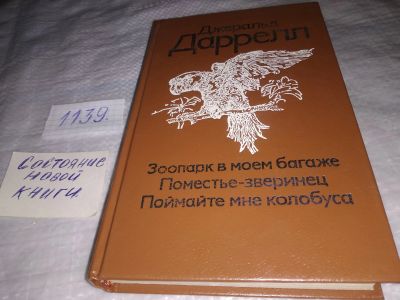 Джеральд
Даррелл
Зоопарк в моем багаже
Поместье-зверинец
Поймайте мне колобуса
1139.
Состояние
новой
книги.